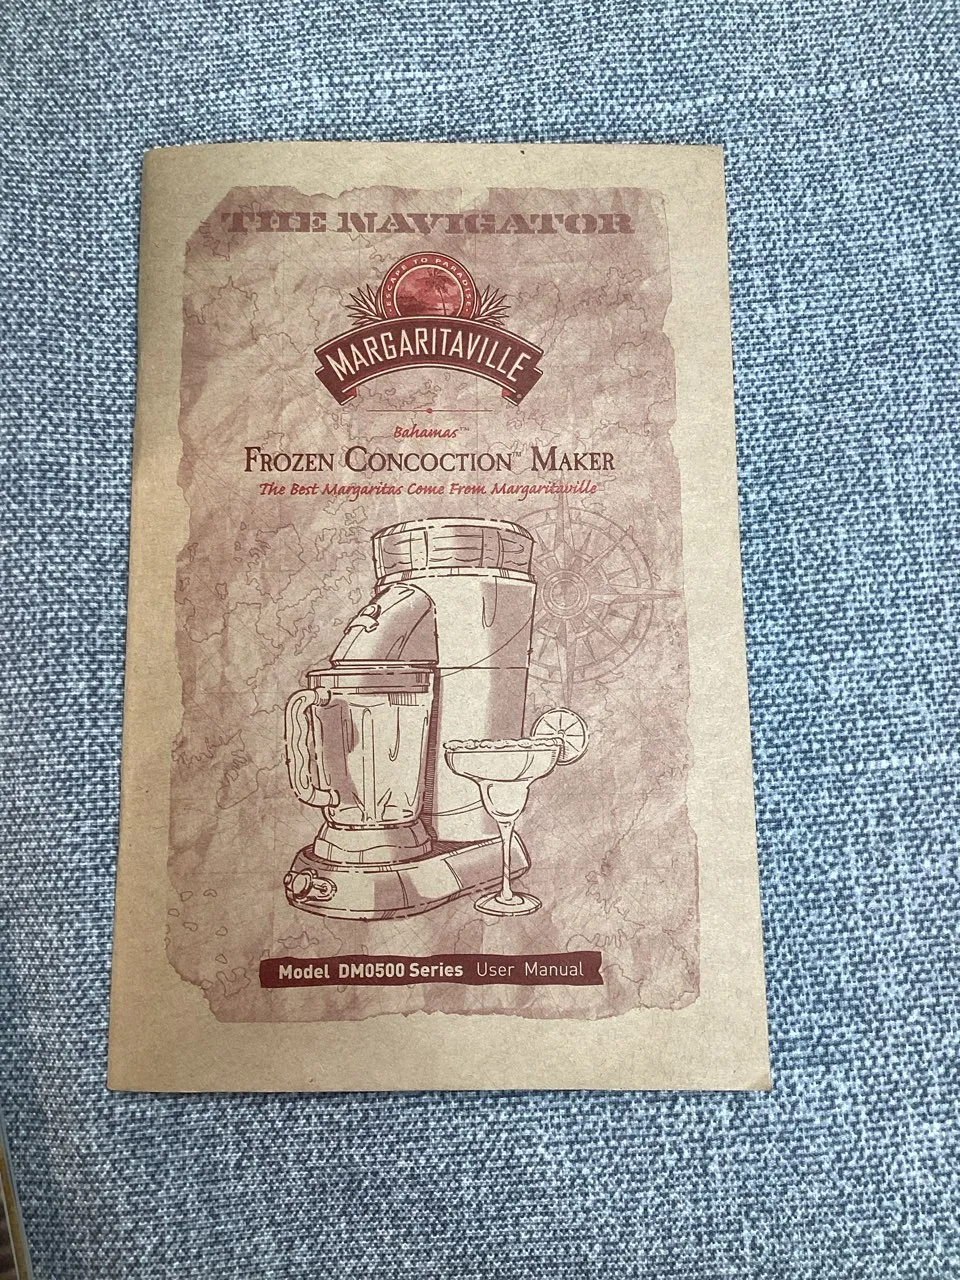 THE NAVIGATOR
ESCAPE TO PARADISE
MARGARITAVILLE®
Bahamas™
FROZEN CONCOCTION™ MAKER
The Best Margaritas Come From Margaritaville
Model DM0500 Series User Manual